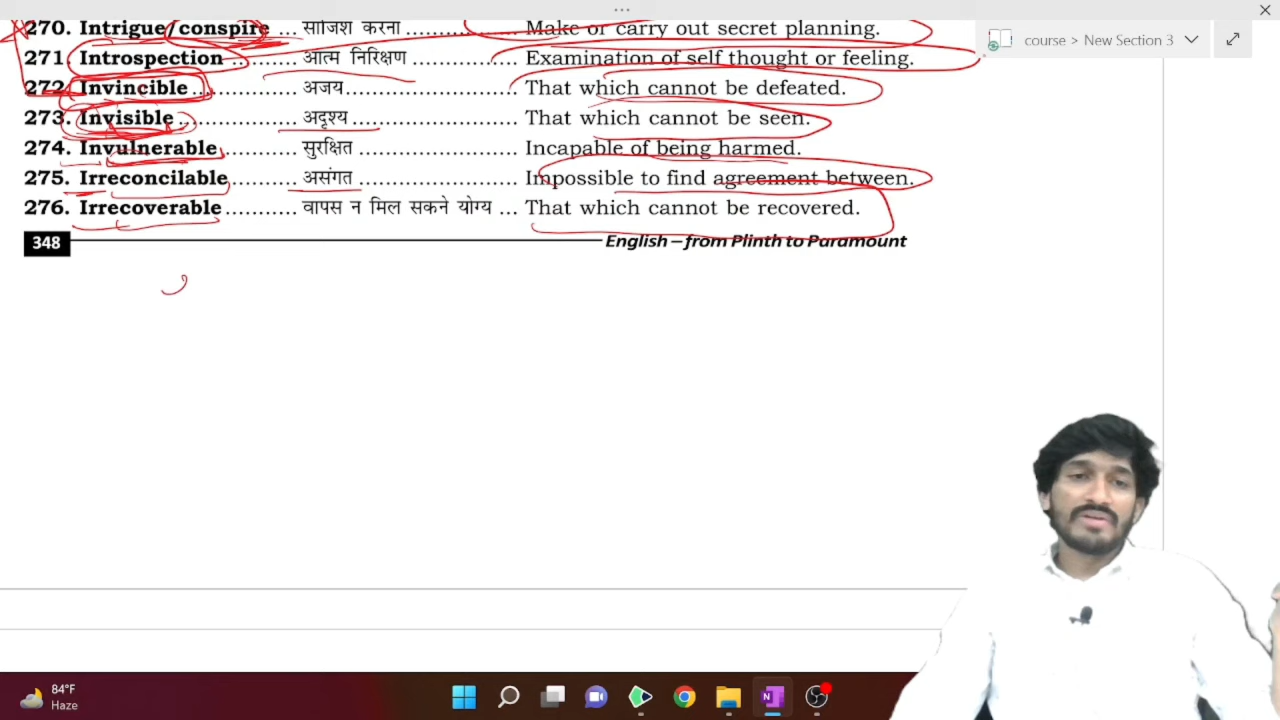 course > New Section 3
270. Intrigue/conspire ... साजिश करना .................. Make or carry out secret planning.
271. Introspection ............ आत्म निरिक्षण .................. Examination of self thought or feeling.
272. Invincible .................. अजय............................. That which cannot be defeated.
273. Invisible .................... अदृश्य ........................... That which cannot be seen.
274. Invulnerable ............ सुरक्षित ........................... Incapable of being harmed.
275. Irreconcilable........... असंगत ........................... Impossible to find agreement between.
276. Irrecoverable ........... वापस न मिल सकने योग्य ... That which cannot be recovered.
348 English – from Plinth to Paramount
84°F
Haze